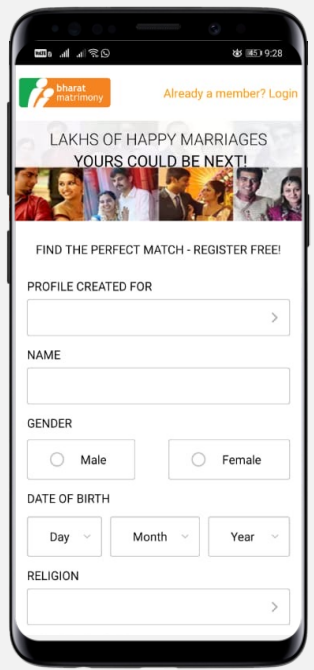 45 9:28
bharat
matrimony
Already a member? Login
LAKHS OF HAPPY MARRIAGES
YOURS COULD BE NEXT!
FIND THE PERFECT MATCH - REGISTER FREE!
PROFILE CREATED FOR
NAME
GENDER
Male Female
DATE OF BIRTH
Day Month Year
RELIGION